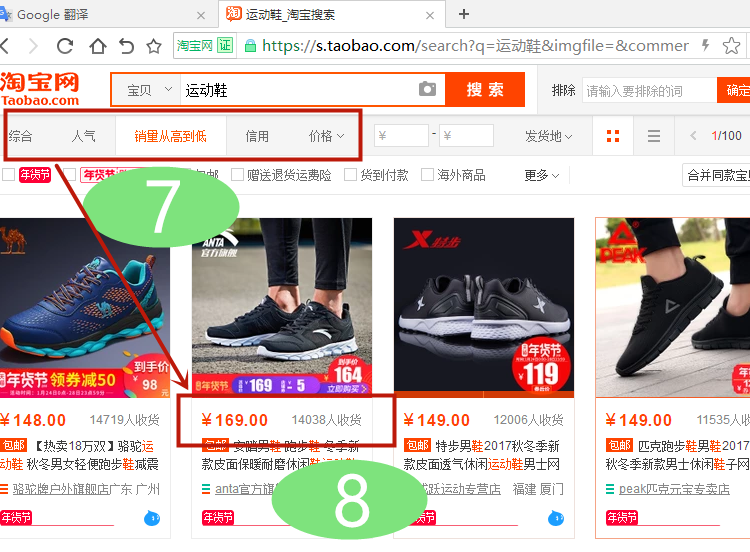 Google 翻译
运动鞋_淘宝搜索
淘宝网 证 https://s.taobao.com/search?q=运动鞋&imgfile=&commer
淘宝网
Taobao.com
宝贝 运动鞋 搜索 排除 请输入要排除的词 确定
综合 人气 销量从高到低 信用 价格 ¥ - ¥ 发货地 1/100
年货节 年货节 包邮 赠送退货运费险 货到付款 海外商品 更多 合并同款宝贝
7
ANTA
官方旗舰
特步
PEAK
年货节 领券减50 到手价 98
年货节 169 5 到手价 164 立即购买
年货节 ¥119
¥148.00 14719人收货
¥169.00 14038人收货
¥149.00 12006人收货
¥149.00 11535人收
包邮 【热卖18万双】骆驼运
动鞋 秋冬男女轻便跑步鞋减震
包邮 安踏男鞋 跑步鞋 冬季新
款皮面保暖耐磨休闲运动鞋
包邮 特步男鞋2017秋冬季新
款皮面透气休闲运动鞋男士网
包邮 匹克跑步鞋男鞋2017
秋冬季新款男士休闲鞋子网
骆驼牌户外旗舰店 广东 广州
anta官方旗
战跃运动专营店 福建 厦门
peak匹克元宝专卖店
年货节
年货节
年货节
年货节
8